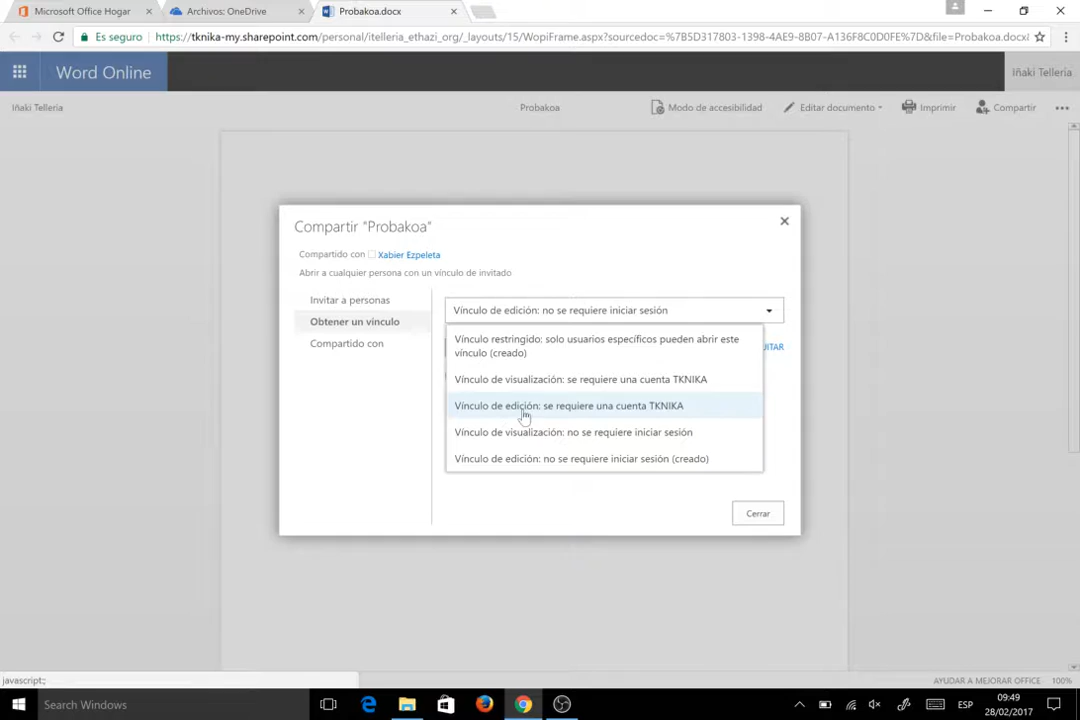 Microsoft Office Hogar
Archivos: OneDrive
Probakoa.docx
Es seguro
https://tknika-my.sharepoint.com/personal/itelleria_ethazi_org/_layouts/15/WopiFrame.aspx?sourcedoc=%7B5D317803-1398-4AE9-8B07-A136F8C0D0FE%7D&file=Probakoa.docx&
Word Online
Iñaki Telleria
Iñaki Telleria
Probakoa
Modo de accesibilidad
Editar documento
Imprimir
Compartir
Compartir "Probakoa"
Compartido con Xabier Ezpeleta
Abrir a cualquier persona con un vínculo de invitado
Invitar a personas
Obtener un vínculo
Compartido con
Vínculo de edición: no se requiere iniciar sesión
Vínculo restringido: solo usuarios específicos pueden abrir este
vínculo (creado)
Vínculo de visualización: se requiere una cuenta TKNIKA
Vínculo de edición: se requiere una cuenta TKNIKA
Vínculo de visualización: no se requiere iniciar sesión
Vínculo de edición: no se requiere iniciar sesión (creado)
Cerrar
javascript:;
AYUDAR A MEJORAR OFFICE
100%
Search Windows
ESP
09:49
28/02/2017